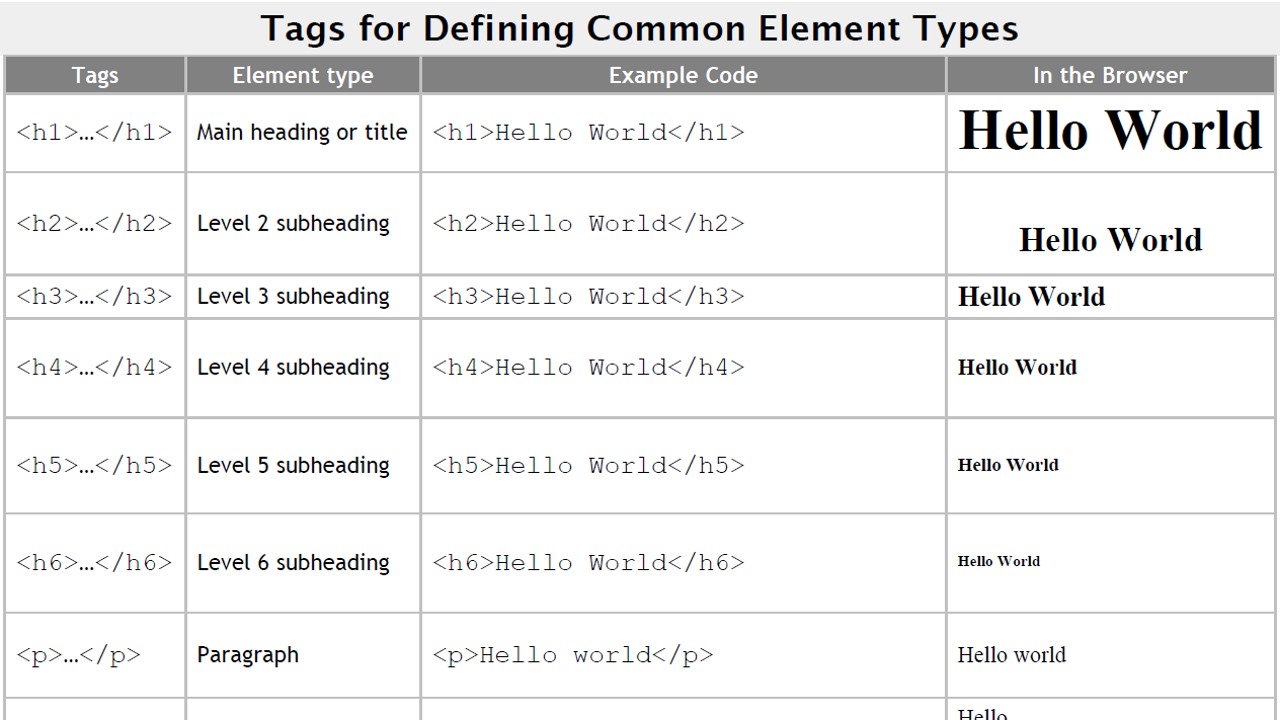 Tags for Defining Common Element Types
Tags Element type Example Code In the Browser
<h1>…</h1> Main heading or title <h1>Hello World</h1> Hello World
<h2>…</h2> Level 2 subheading <h2>Hello World</h2> Hello World
<h3>…</h3> Level 3 subheading <h3>Hello World</h3> Hello World
<h4>…</h4> Level 4 subheading <h4>Hello World</h4> Hello World
<h5>…</h5> Level 5 subheading <h5>Hello World</h5> Hello World
<h6>…</h6> Level 6 subheading <h6>Hello World</h6> Hello World
<p>…</p> Paragraph <p>Hello world</p> Hello world
Hello